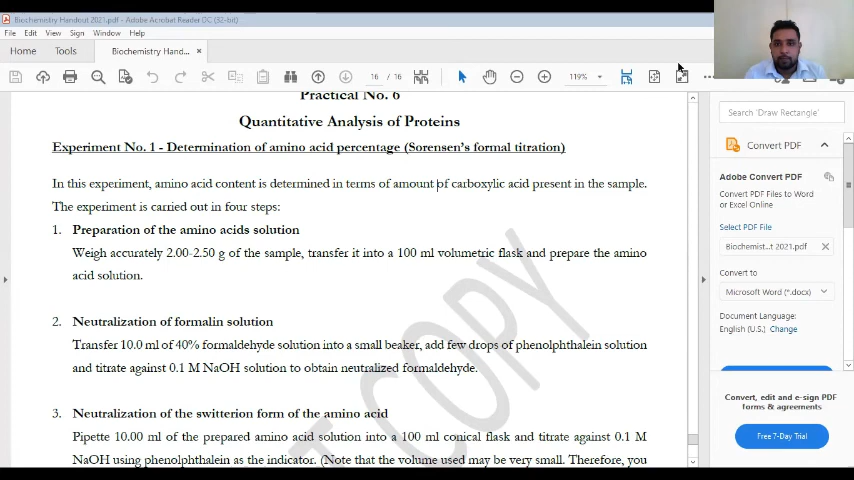 Biochemistry Handout 2021.pdf - Adobe Acrobat Reader DC (32-bit)
File Edit View Sign Window Help
Home Tools Biochemistry Hand... ×
16 / 16 119%
Search 'Draw Rectangle'
Practical No. 6
Quantitative Analysis of Proteins
Experiment No. 1 - Determination of amino acid percentage (Sorensen's formal titration)
In this experiment, amino acid content is determined in terms of amount of carboxylic acid present in the sample.
The experiment is carried out in four steps:
1. Preparation of the amino acids solution
Weigh accurately 2.00-2.50 g of the sample, transfer it into a 100 ml volumetric flask and prepare the amino
acid solution.
2. Neutralization of formalin solution
Transfer 10.0 ml of 40% formaldehyde solution into a small beaker, add few drops of phenolphthalein solution
and titrate against 0.1 M NaOH solution to obtain neutralized formaldehyde.
3. Neutralization of the switterion form of the amino acid
Pipette 10.00 ml of the prepared amino acid solution into a 100 ml conical flask and titrate against 0.1 M
NaOH using phenolphthalein as the indicator. (Note that the volume used may be very small. Therefore, you
T COPY
Convert PDF
Adobe Convert PDF
Convert PDF Files to Word
or Excel Online
Select PDF File
Biochemist...t 2021.pdf ×
Convert to
Microsoft Word (*.docx)
Document Language:
English (U.S.) Change
Convert, edit and e-sign PDF
forms & agreements
Free 7-Day Trial